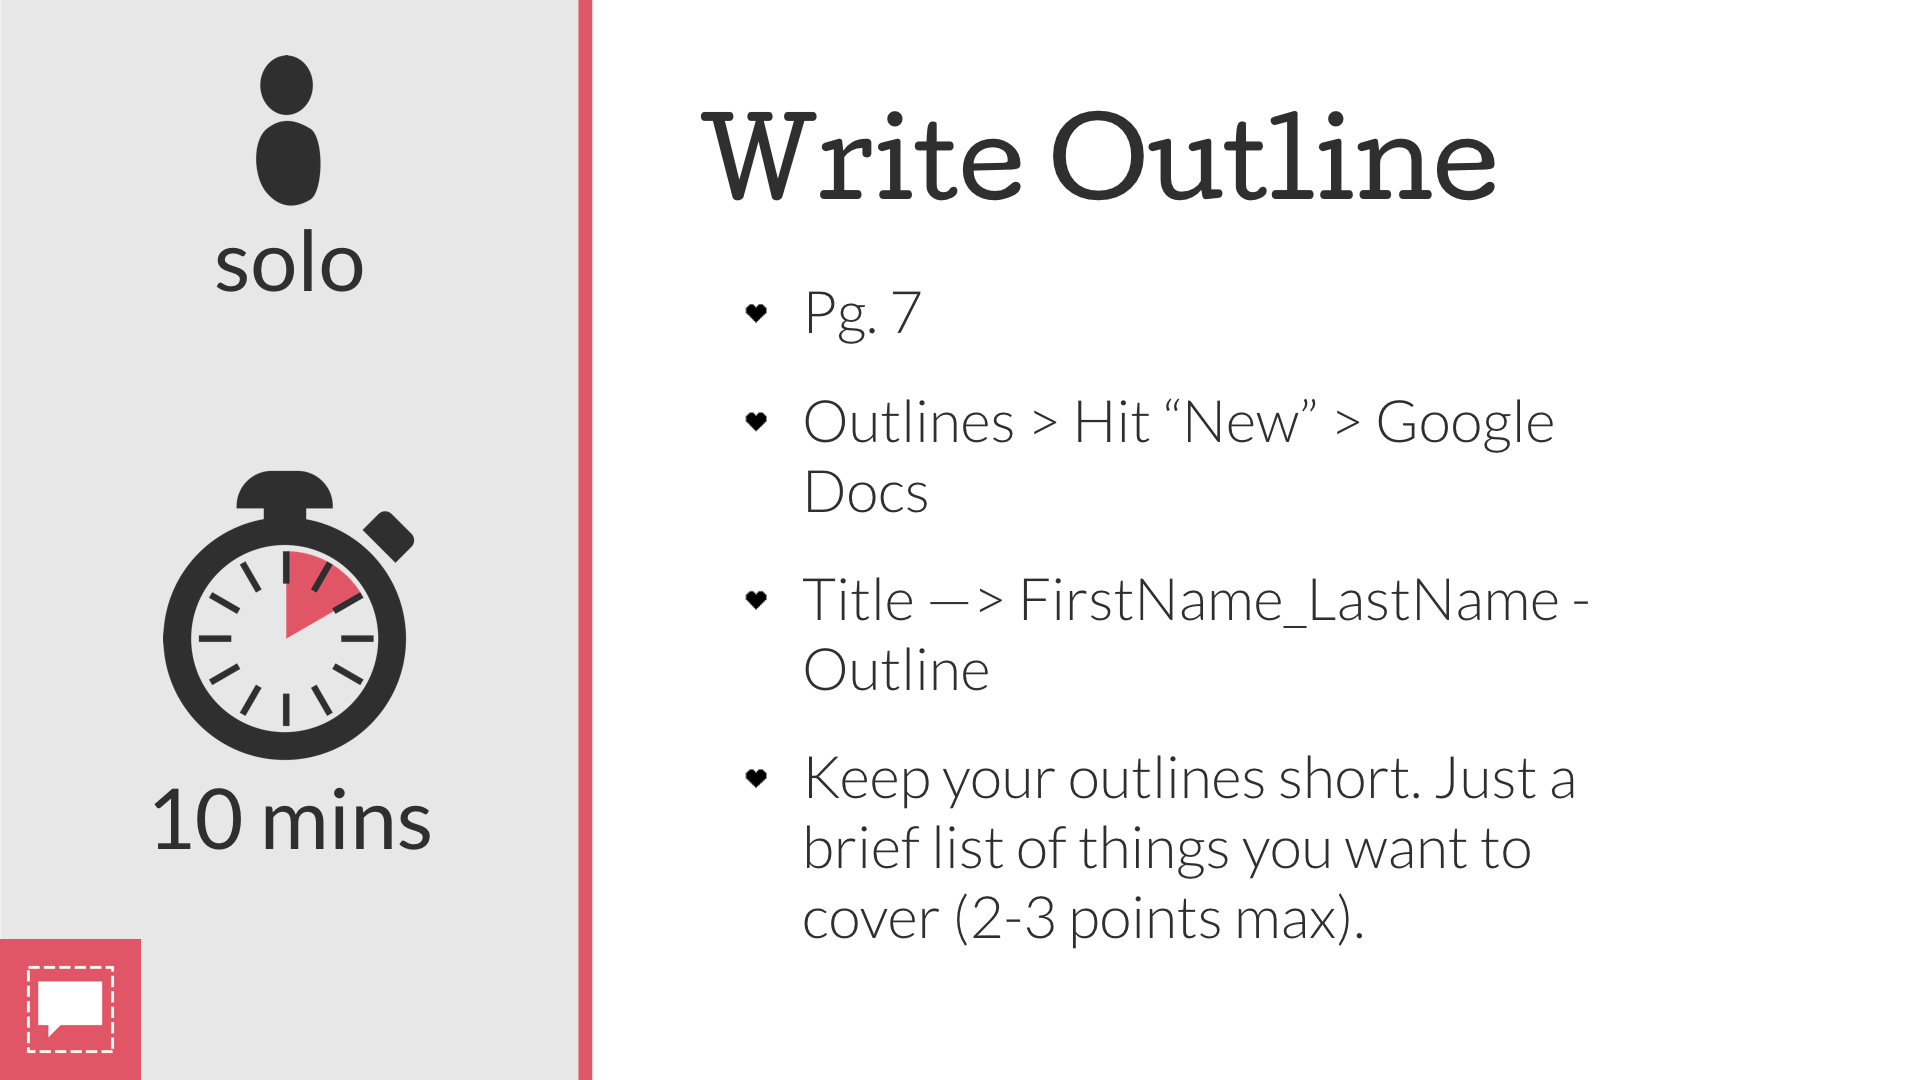 solo
10 mins
Write Outline
Pg. 7
Outlines > Hit “New” > Google
Docs
Title —> FirstName_LastName -
Outline
Keep your outlines short. Just a
brief list of things you want to
cover (2-3 points max).